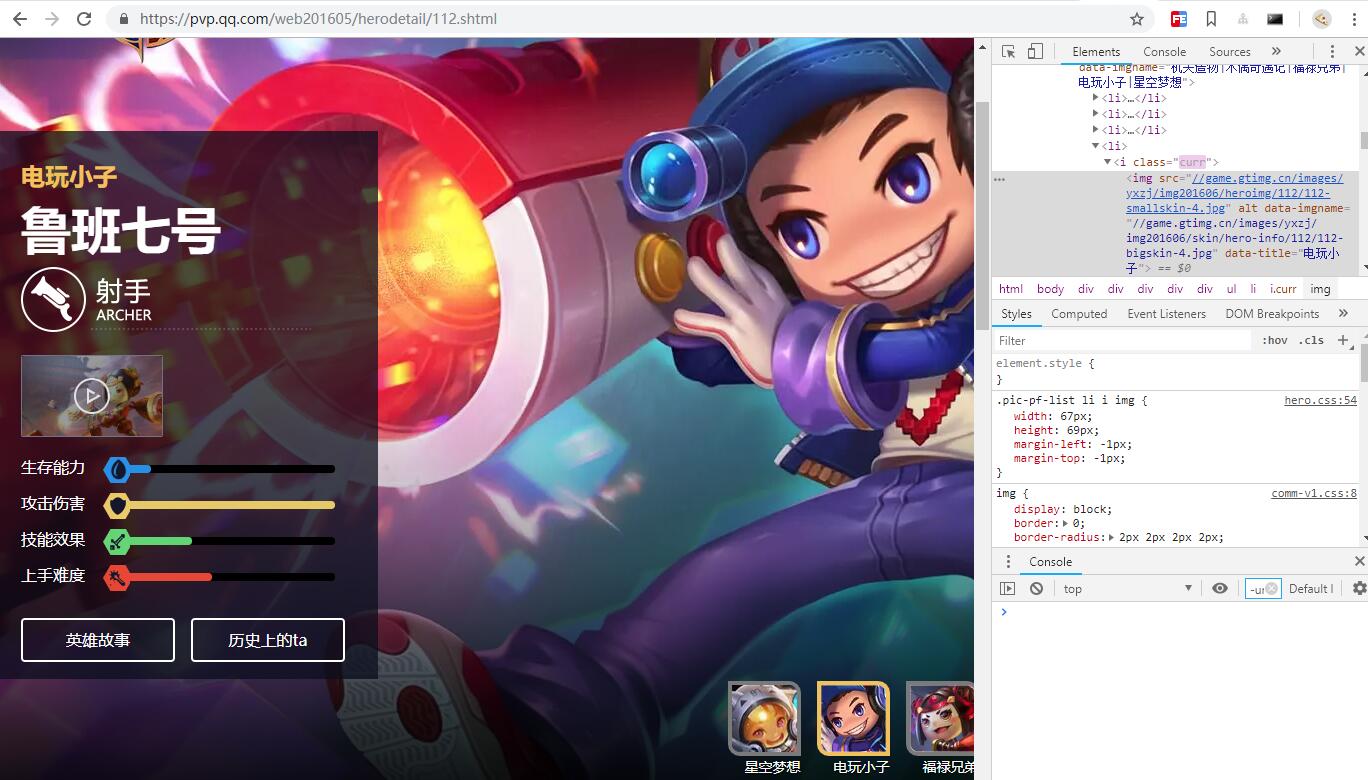 https://pvp.qq.com/web201605/herodetail/112.shtml
电玩小子
鲁班七号
射手
ARCHER
生存能力
攻击伤害
技能效果
上手难度
英雄故事
历史上的ta
星空梦想
电玩小子
福禄兄弟
Elements
Console
Sources
»
data-imgname="机关造物|木偶奇遇记|福禄兄弟|
电玩小子|星空梦想">
<li>…</li>
<li>…</li>
<li>…</li>
<li>
<i class="curr">
<img src="//game.gtimg.cn/images/
yxzj/img201606/heroimg/112/112-
smallskin-4.jpg" alt data-imgname=
"//game.gtimg.cn/images/yxzj/
img201606/skin/hero-info/112/112-
bigskin-4.jpg" data-title="电玩小
子"> == $0
html body div div div div div ul li i.curr img
Styles Computed Event Listeners DOM Breakpoints »
Filter :hov .cls +
element.style {
}
.pic-pf-list li i img { hero.css:54
width: 67px;
height: 69px;
margin-left: -1px;
margin-top: -1px;
}
img { comm-v1.css:8
display: block;
border: 0;
border-radius: 2px 2px 2px 2px;
Console
top -ur Default l